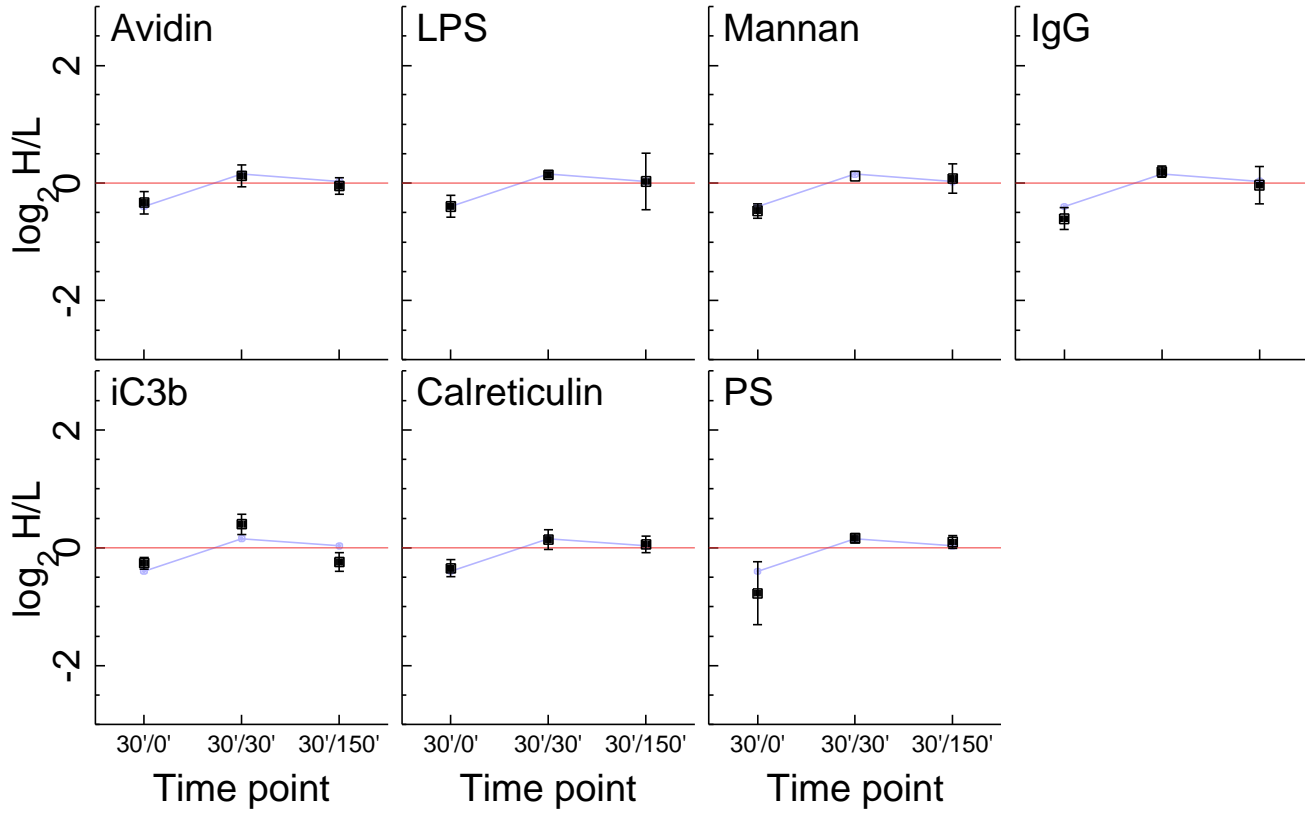 Avidin
LPS
Mannan
IgG
2
0
-2
log2 H/L
iC3b
Calreticulin
PS
2
0
-2
log2 H/L
30'/0' 30'/30' 30'/150'
30'/0' 30'/30' 30'/150'
30'/0' 30'/30' 30'/150'
Time point
Time point
Time point